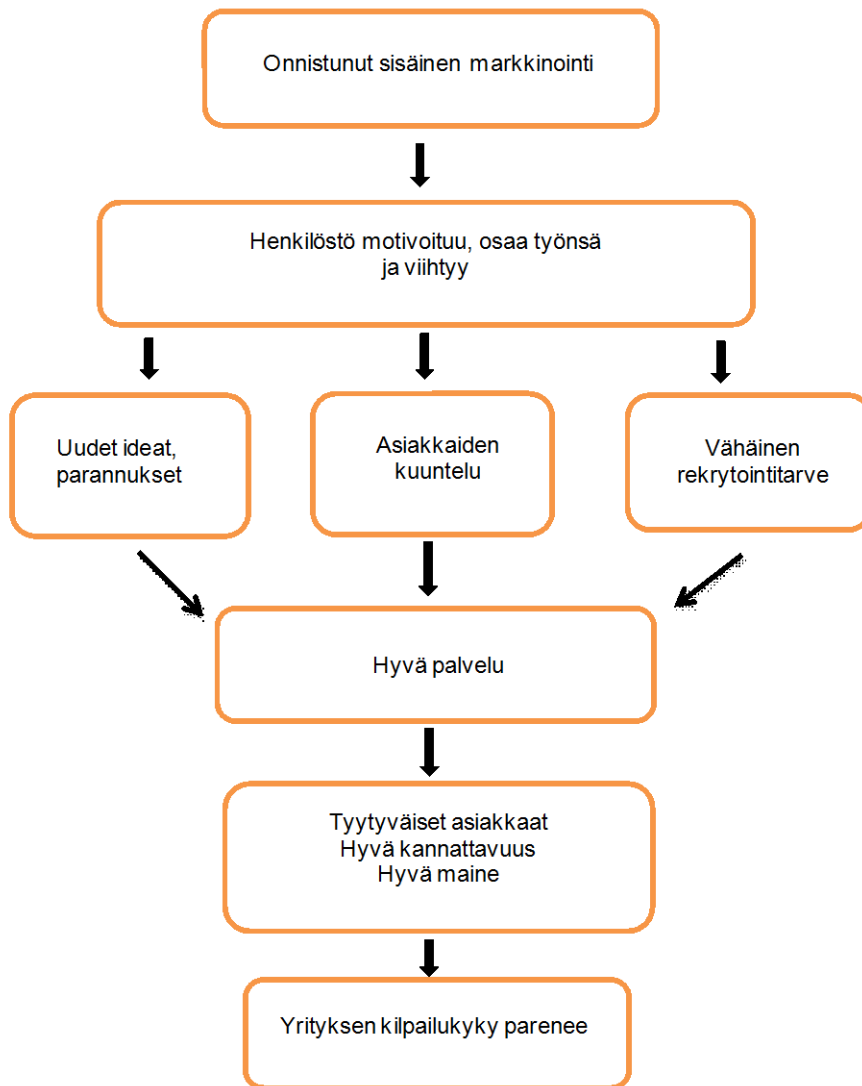 Onnistunut sisäinen markkinointi
Henkilöstö motivoituu, osaa työnsä
ja viihtyy
Uudet ideat,
parannukset
Asiakkaiden
kuuntelu
Vähäinen
rekrytointitarve
Hyvä palvelu
Tyytyväiset asiakkaat
Hyvä kannattavuus
Hyvä maine
Yrityksen kilpailukyky parenee